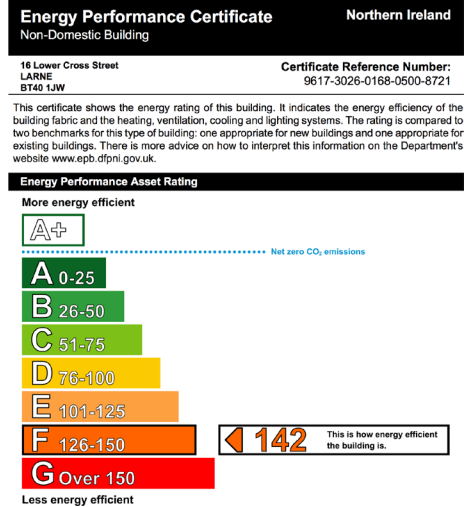 Energy Performance Certificate
Northern Ireland
Non-Domestic Building
16 Lower Cross Street
LARNE
BT40 1JW
Certificate Reference Number:
9617-3026-0168-0500-8721
This certificate shows the energy rating of this building. It indicates the energy efficiency of the
building fabric and the heating, ventilation, cooling and lighting systems. The rating is compared to
two benchmarks for this type of building: one appropriate for new buildings and one appropriate for
existing buildings. There is more advice on how to interpret this information on the Department's
website www.epb.dfpni.gov.uk.
Energy Performance Asset Rating
More energy efficient
A+
Net zero CO₂ emissions
A 0-25
B 26-50
C 51-75
D 76-100
E 101-125
F 126-150
142
This is how energy efficient
the building is.
G Over 150
Less energy efficient